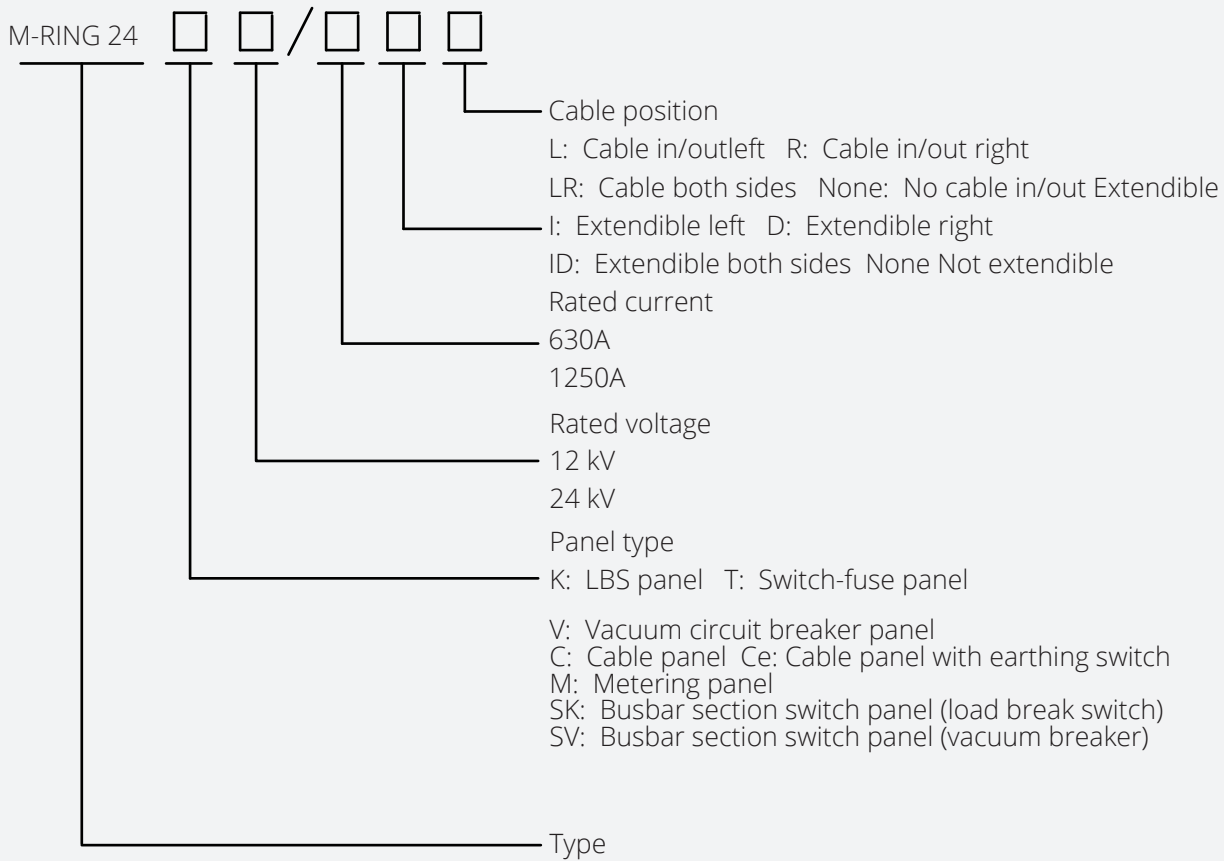 M-RING 24 □ □ / □ □ □
Cable position
L: Cable in/outleft R: Cable in/out right
LR: Cable both sides None: No cable in/out Extendible
I: Extendible left D: Extendible right
ID: Extendible both sides None Not extendible
Rated current
630A
1250A
Rated voltage
12 kV
24 kV
Panel type
K: LBS panel T: Switch-fuse panel
V: Vacuum circuit breaker panel
C: Cable panel Ce: Cable panel with earthing switch
M: Metering panel
SK: Busbar section switch panel (load break switch)
SV: Busbar section switch panel (vacuum breaker)
Type